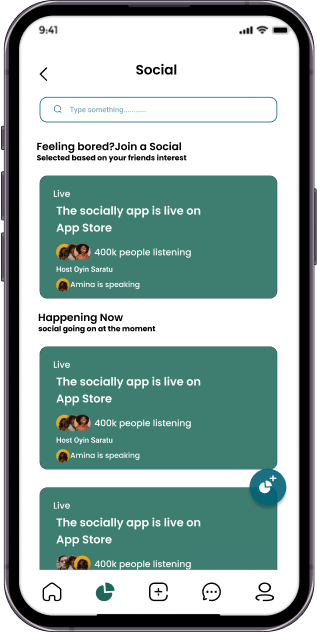 9:41
Social
Type something...........
Feeling bored?Join a Social
Selected based on your friends interest
Live
The socially app is live on
App Store
400k people listening
Host Oyin Saratu
Amina is speaking
Happening Now
social going on at the moment
Live
The socially app is live on
App Store
400k people listening
Host Oyin Saratu
Amina is speaking
Live
The socially app is live on
App Store
400k people listening